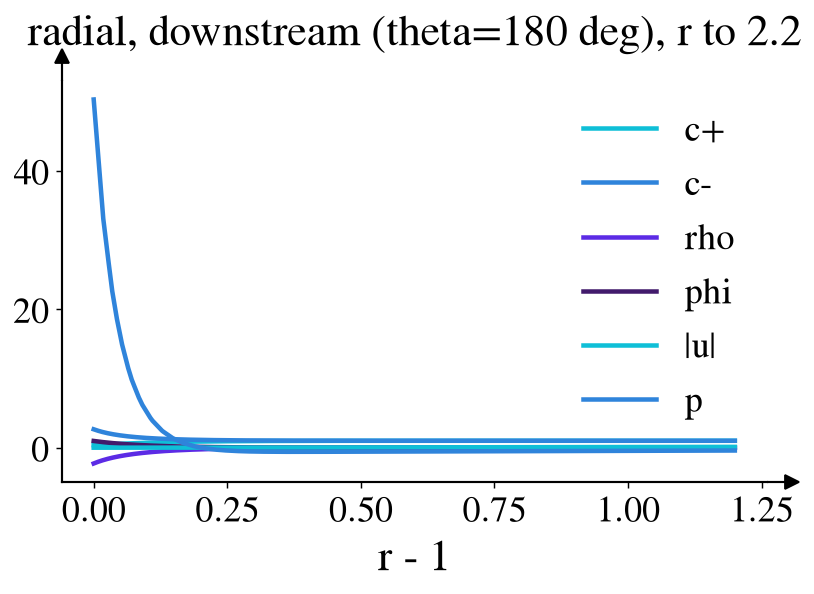 radial, downstream (theta=180 deg), r to 2.2
40
20
0
c+
c-
rho
phi
|u|
p
0.00 0.25 0.50 0.75 1.00 1.25
r - 1